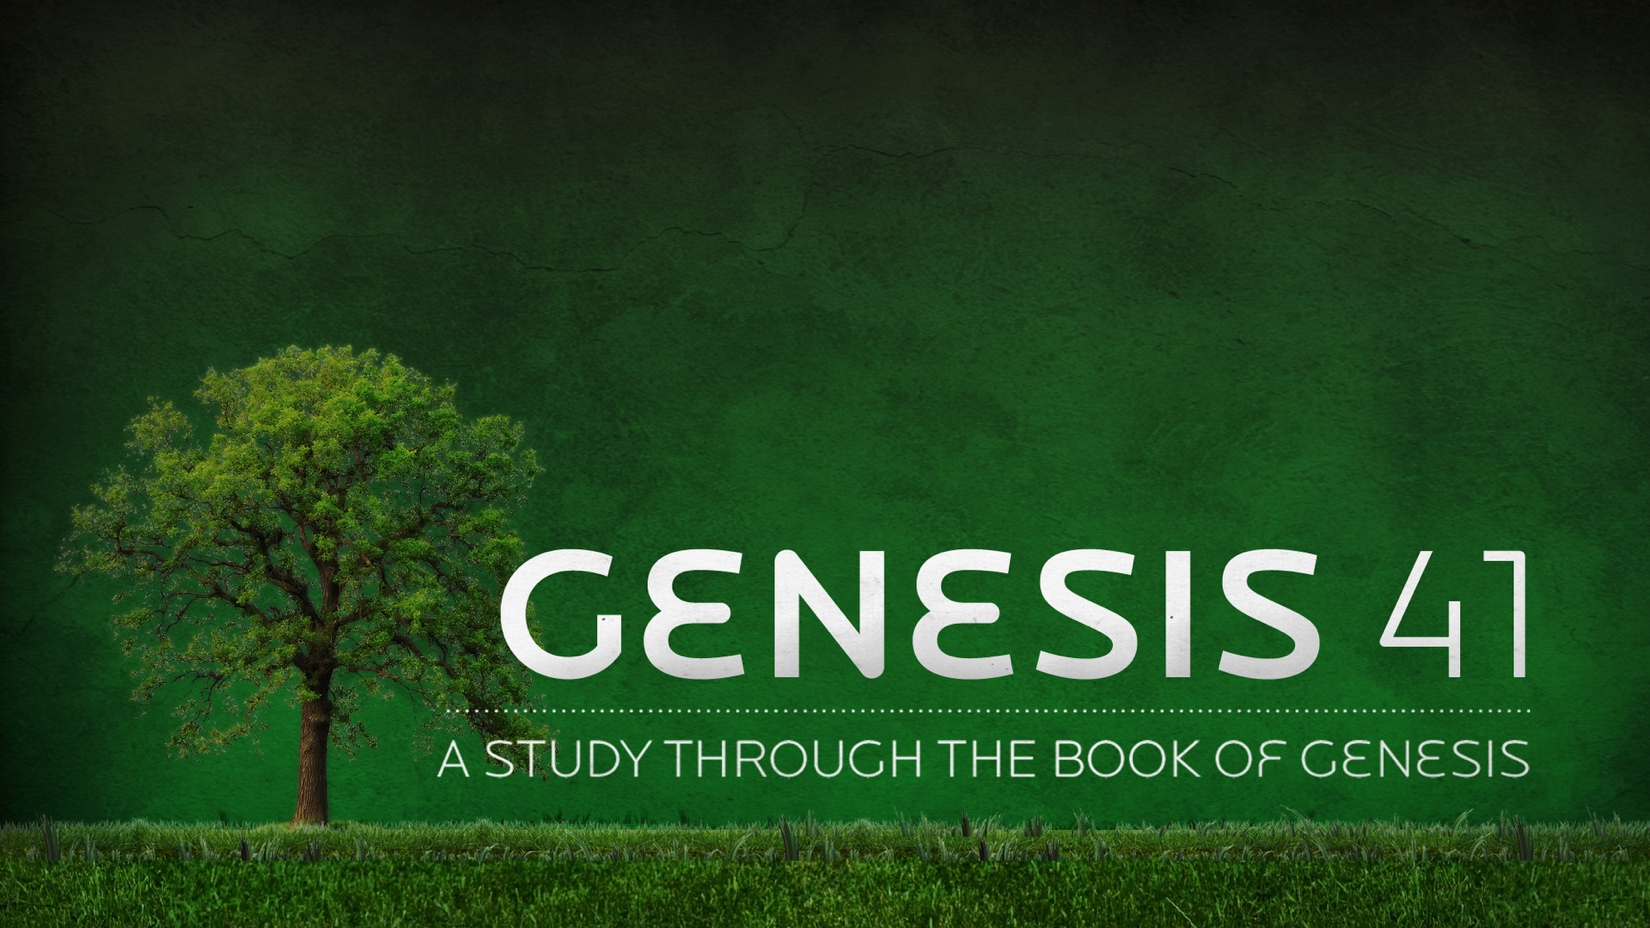 GENESIS 41
A STUDY THROUGH THE BOOK OF GENESIS